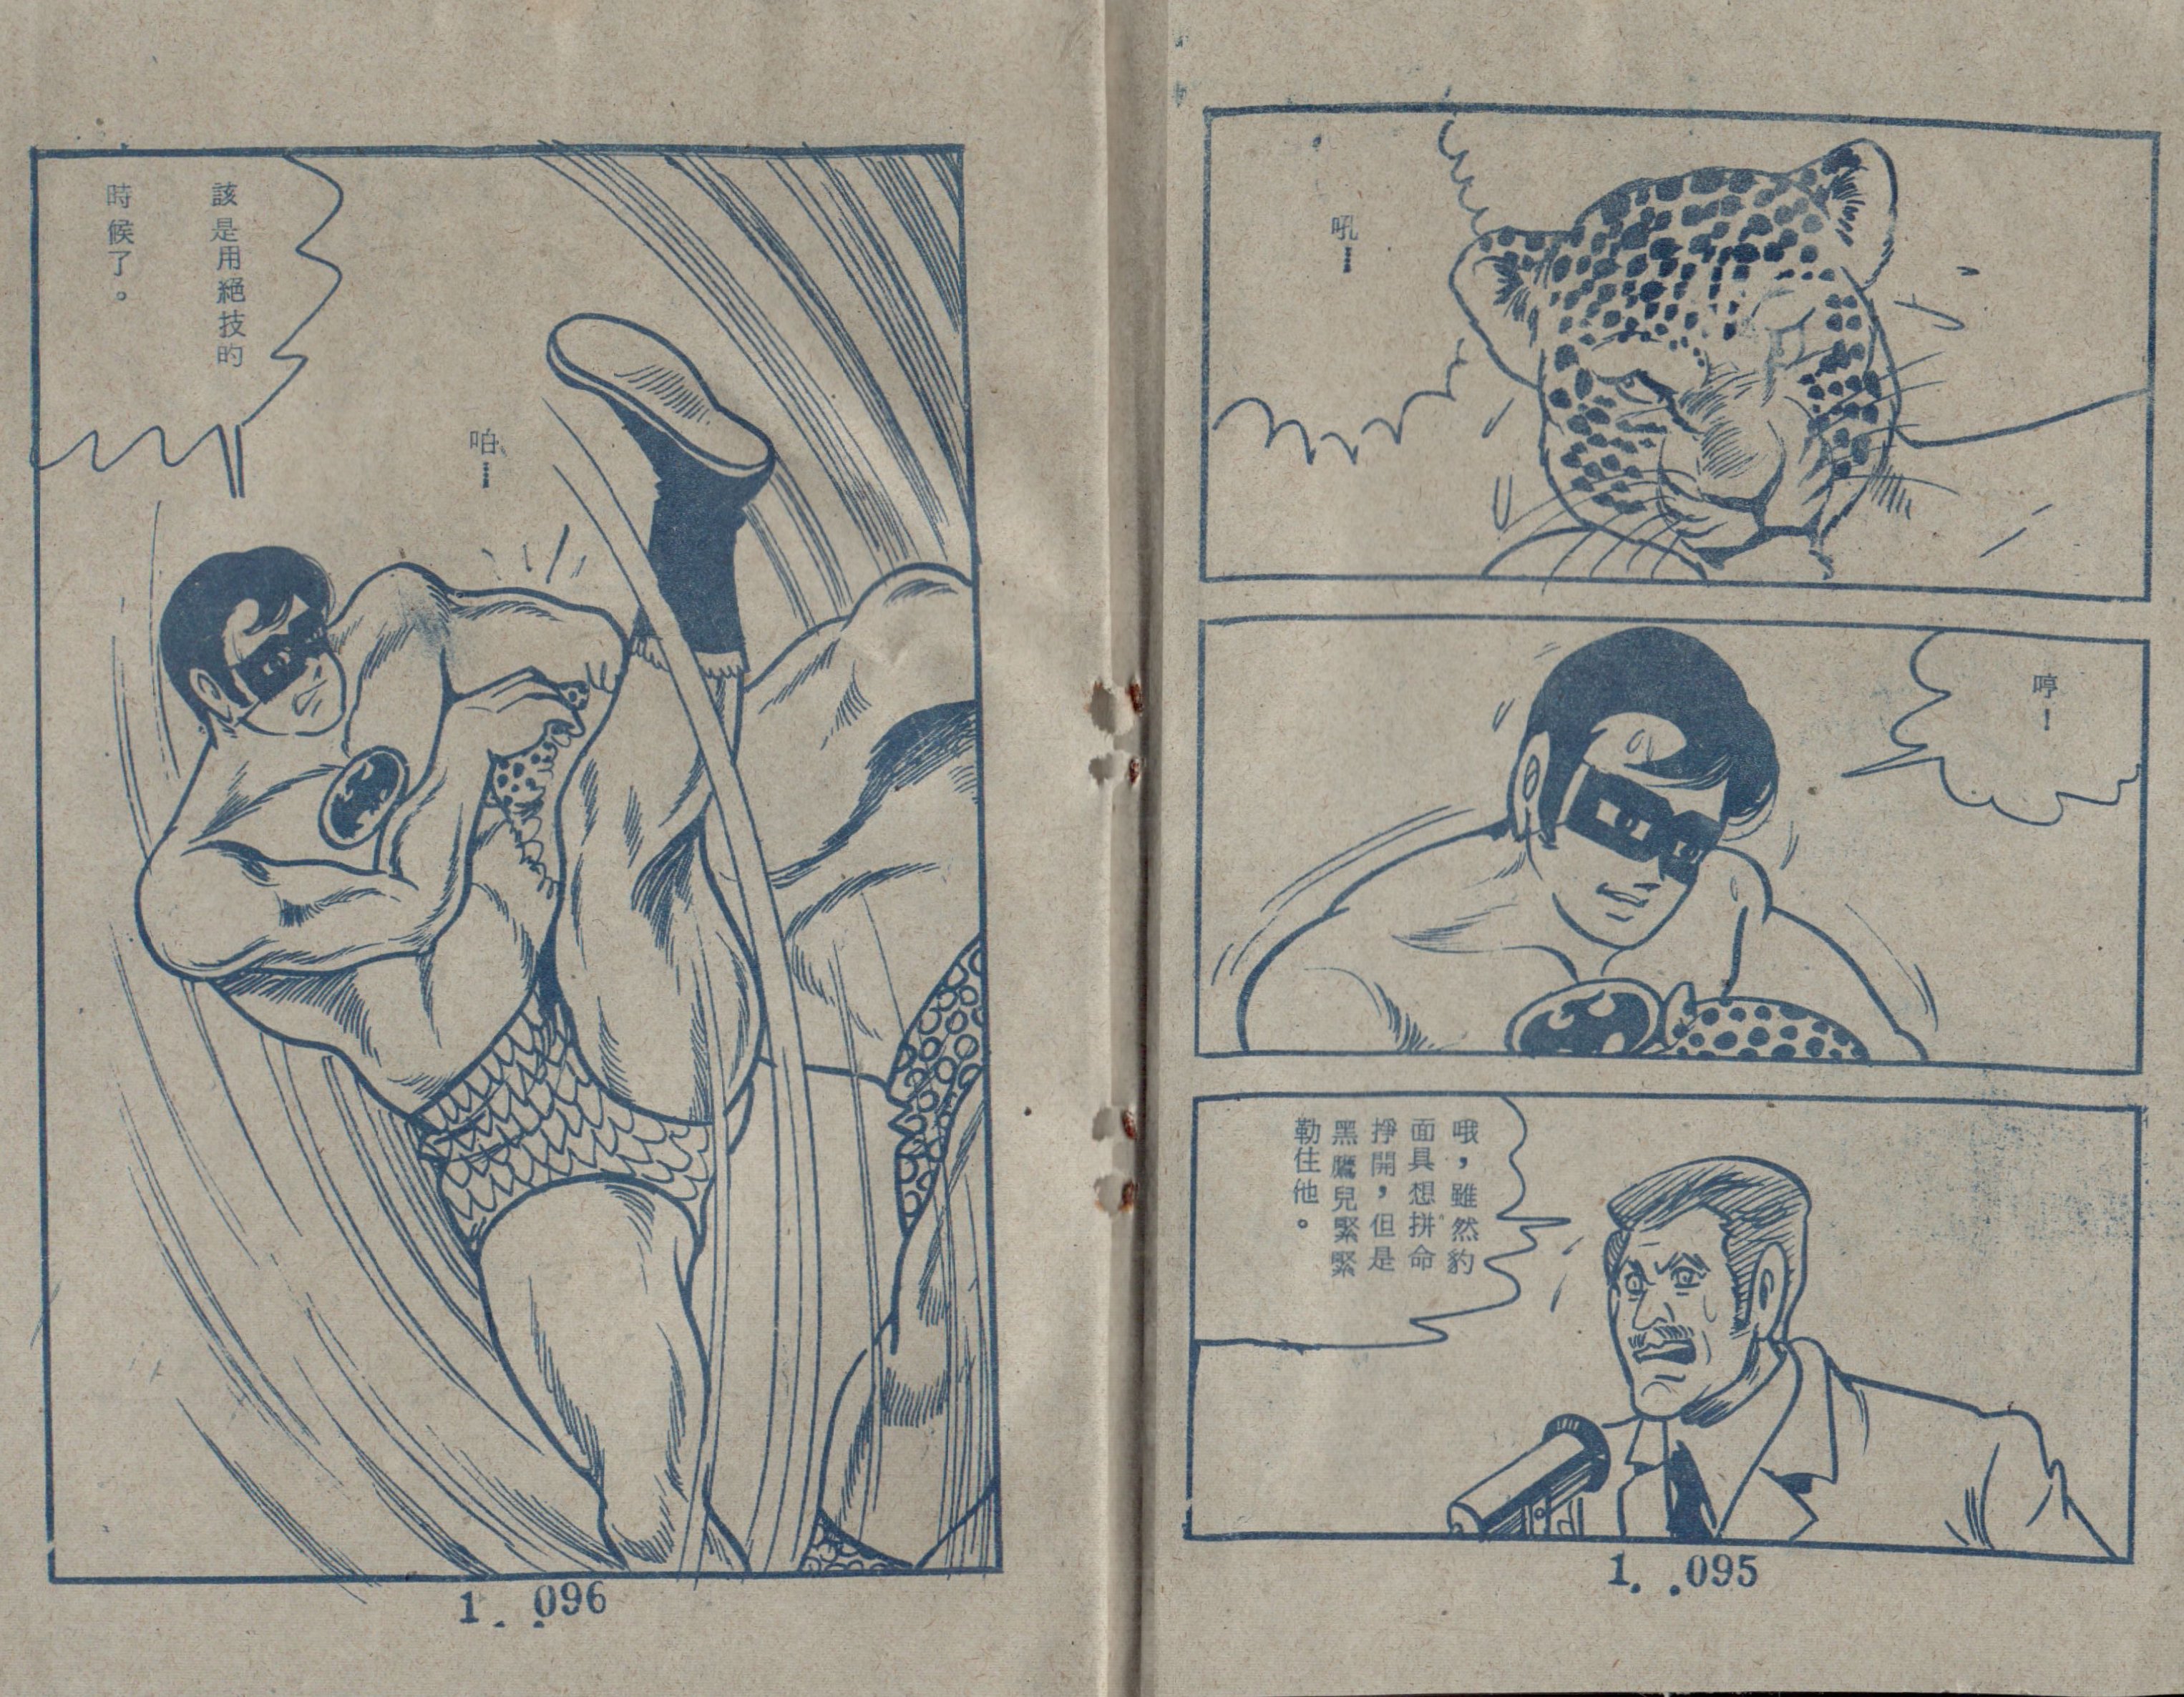 吼⋯
哼！
哦，雖然豹
面具想拼命
掙開，但是
黑鷹兒緊緊
勒住他。
1. .095
該是用絕技的
時候了。
啪⋯
1. .096